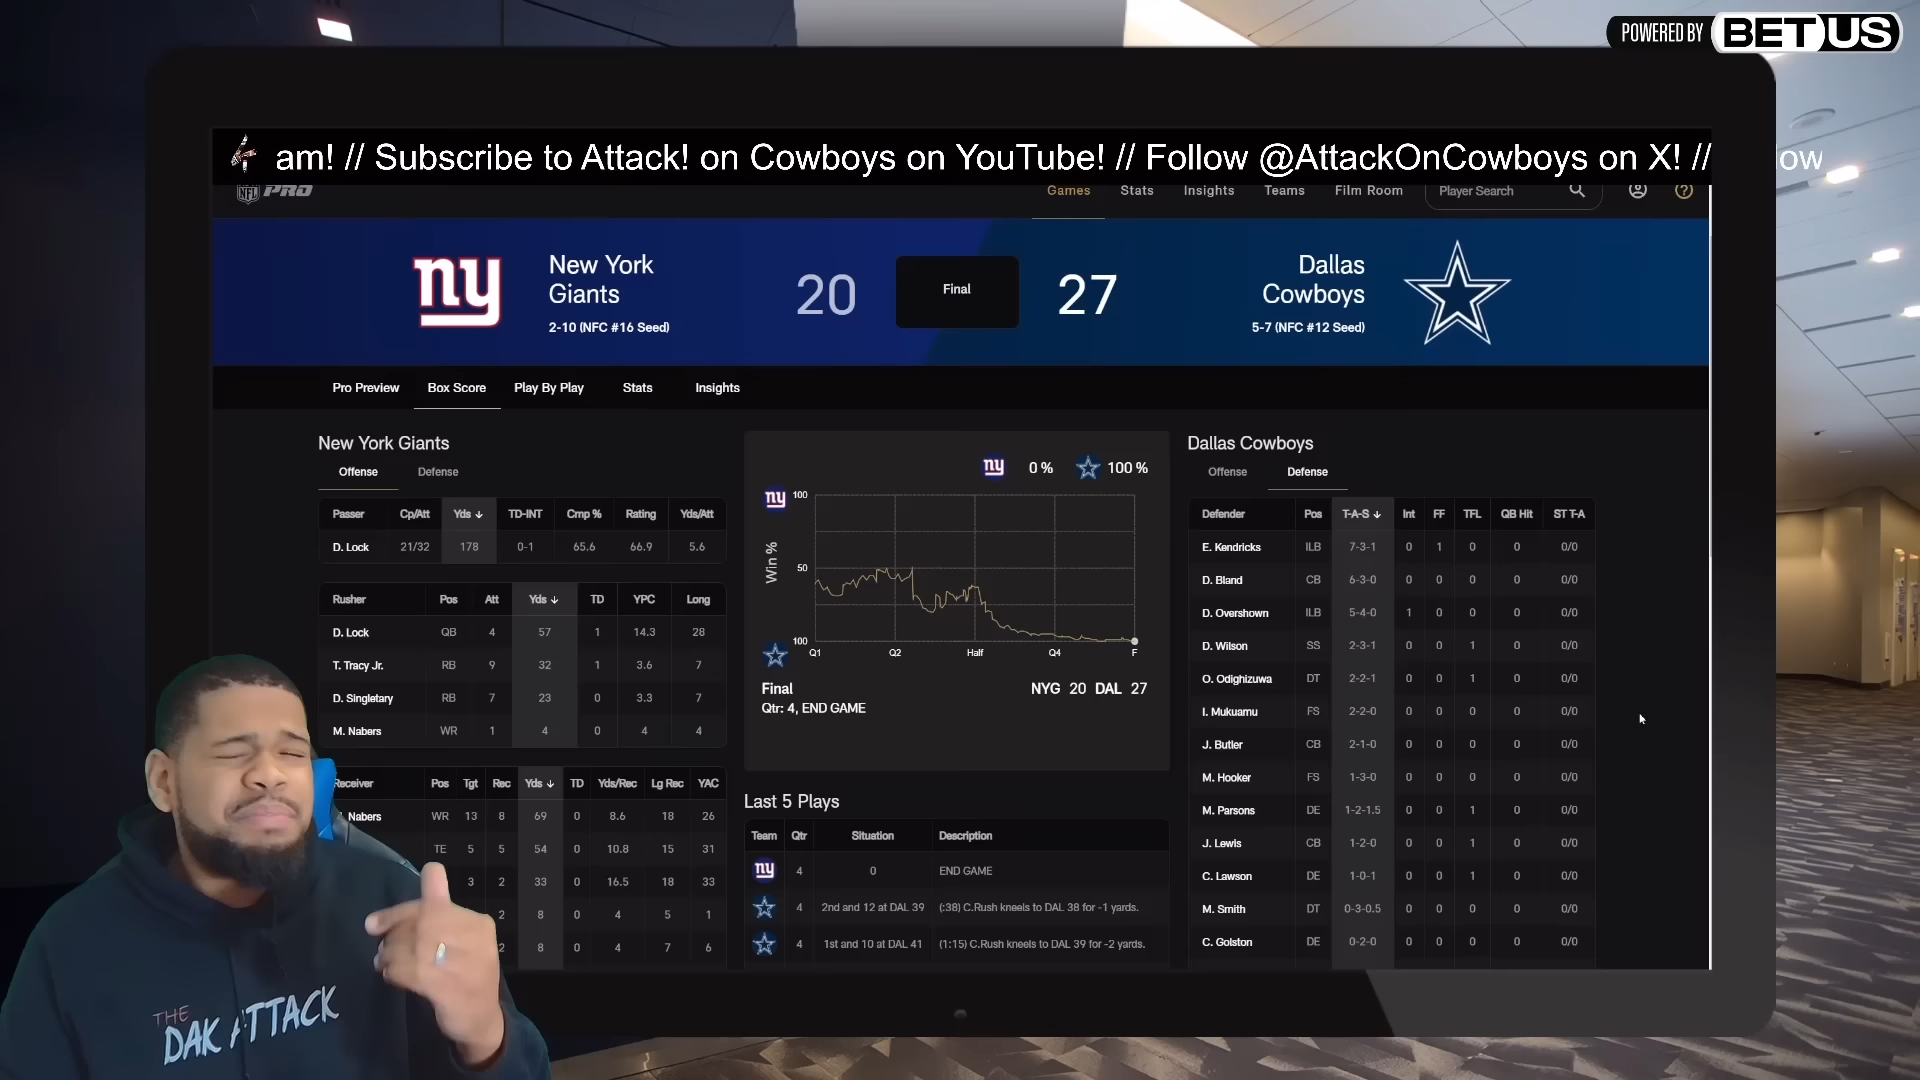 POWERED BY BETUS
am! // Subscribe to Attack! on Cowboys on YouTube! // Follow @AttackOnCowboys on X! // low
NFL PRO
Games Stats Insights Teams Film Room Player Search ?
ny New York Giants 2-10 (NFC #16 Seed)
20
Final
27
Dallas Cowboys 5-7 (NFC #12 Seed)
Pro Preview Box Score Play By Play Stats Insights
New York Giants
Offense Defense
Passer Cp/Att Yds TD-INT Cmp % Rating Yds/Att
D. Lock 21/32 178 0-1 65.6 66.9 5.6
Rusher Pos Att Yds TD YPC Long
D. Lock QB 4 57 1 14.3 28
T. Tracy Jr. RB 9 32 1 3.6 7
D. Singletary RB 7 23 0 3.3 7
M. Nabers WR 1 4 0 4 4
Receiver Pos Tgt Rec Yds TD Yds/Rec Lg Rec YAC
Nabers WR 13 8 69 0 8.6 18 26
TE 5 5 54 0 10.8 15 31
3 2 33 0 16.5 18 33
2 8 0 4 5 1
2 8 0 4 7 6
ny 0 % 100 %
ny 100
Win %
50
100
Q1 Q2 Half Q4 F
Final NYG 20 DAL 27
Qtr: 4, END GAME
Last 5 Plays
Team Qtr Situation Description
ny 4 0 END GAME
4 2nd and 12 at DAL 39 (:38) C.Rush kneels to DAL 38 for -1 yards.
4 1st and 10 at DAL 41 (1:15) C.Rush kneels to DAL 39 for -2 yards.
Dallas Cowboys
Offense Defense
Defender Pos T-A-S Int FF TFL QB Hit ST T-A
E. Kendricks ILB 7-3-1 0 1 0 0 0/0
D. Bland CB 6-3-0 0 0 0 0 0/0
D. Overshown ILB 5-4-0 1 0 0 0 0/0
D. Wilson SS 2-3-1 0 0 1 0 0/0
O. Odighizuwa DT 2-2-1 0 0 1 0 0/0
I. Mukuamu FS 2-2-0 0 0 0 0 0/0
J. Butler CB 2-1-0 0 0 0 0 0/0
M. Hooker FS 1-3-0 0 0 0 0 0/0
M. Parsons DE 1-2-1.5 0 0 1 0 0/0
J. Lewis CB 1-2-0 0 0 1 0 0/0
C. Lawson DE 1-0-1 0 0 1 0 0/0
M. Smith DT 0-3-0.5 0 0 0 0 0/0
C. Golston DE 0-2-0 0 0 0 0 0/0
THE
DAK ATTACK